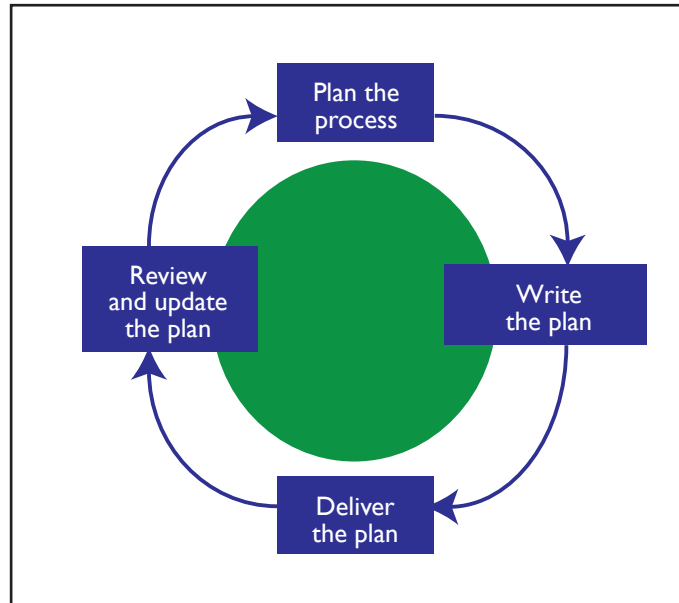 Plan the
process
Write
the plan
Deliver
the plan
Review
and update
the plan